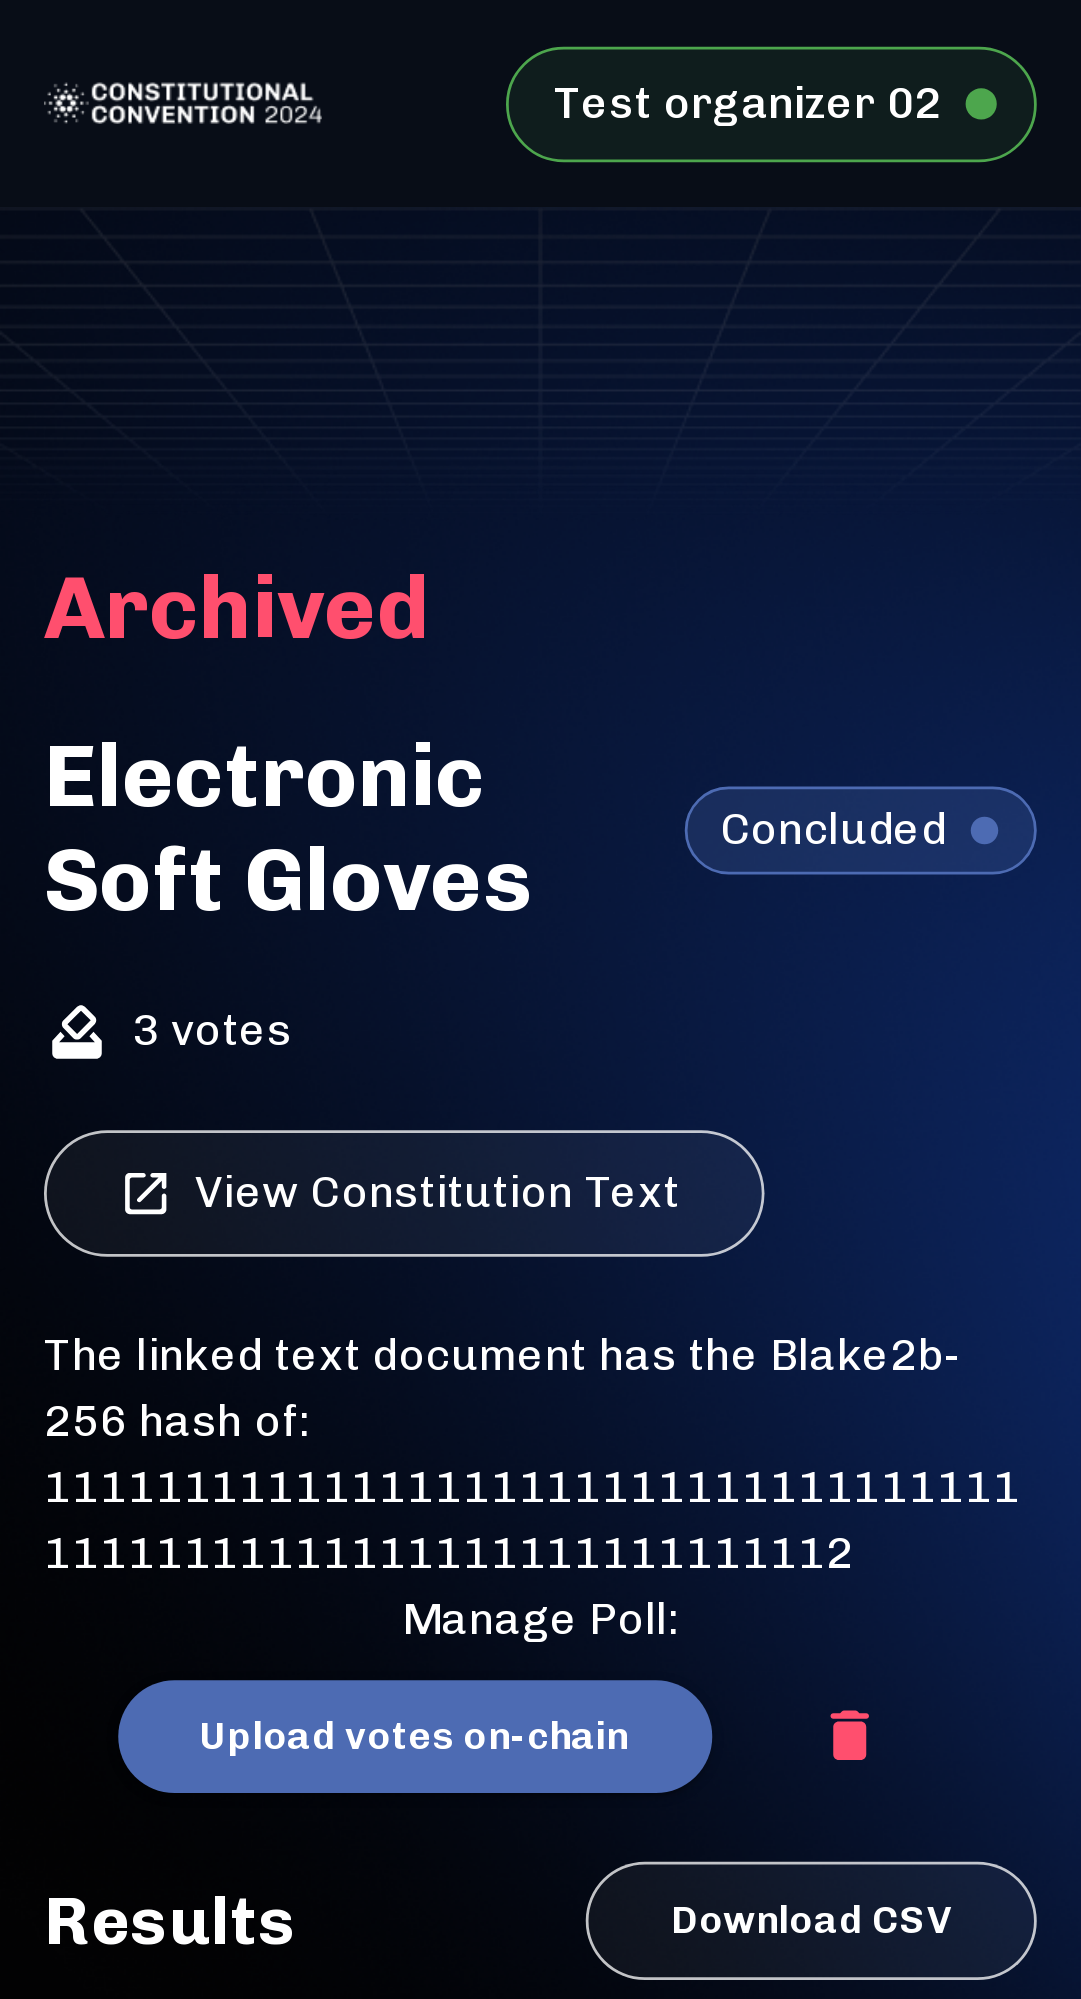 CONSTITUTIONAL
CONVENTION 2024
Test organizer 02
Archived
Electronic
Soft Gloves
Concluded
3 votes
View Constitution Text
The linked text document has the Blake2b-
256 hash of:
11111111111111111111111111111111111
11111111111111111111111111112
Manage Poll:
Upload votes on-chain
Results
Download CSV